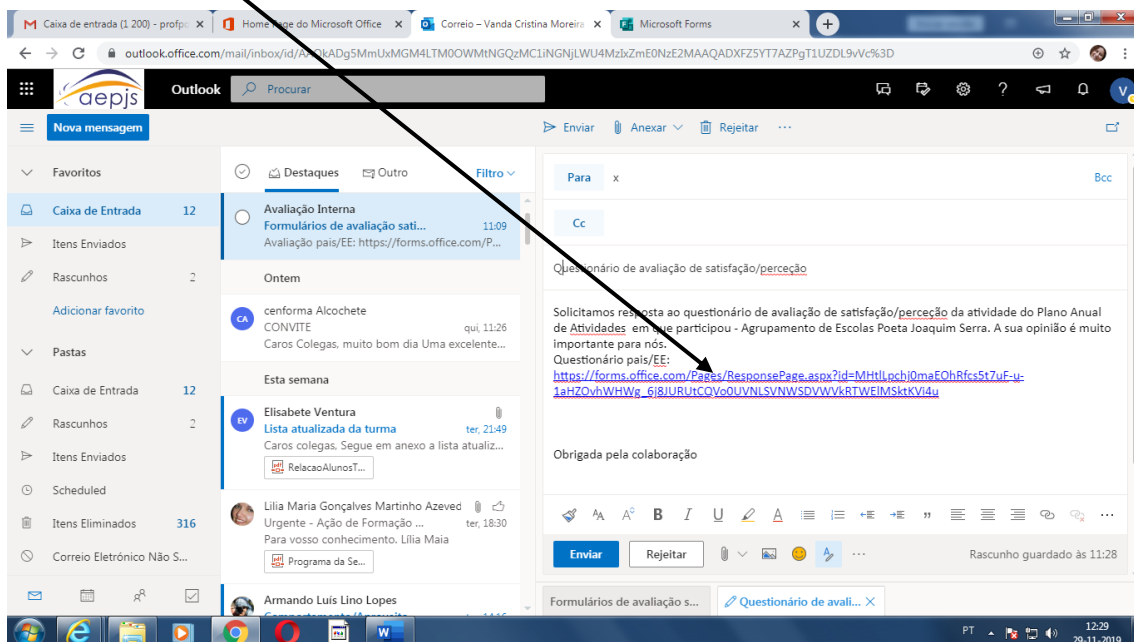 Caixa de entrada (1 200) - profpo
Home Page do Microsoft Office
Correio – Vanda Cristina Moreira
Microsoft Forms
outlook.office.com/mail/inbox/id/
aepjs
Outlook
Procurar
V
Nova mensagem
Enviar
Anexar
Rejeitar
Favoritos
Caixa de Entrada 12
Itens Enviados
Rascunhos 2
Adicionar favorito
Pastas
Caixa de Entrada 12
Rascunhos 2
Itens Enviados
Scheduled
Itens Eliminados 316
Correio Eletrónico Não S...
Destaques
Outro
Filtro
Avaliação Interna
Formulários de avaliação sati... 11:09
Avaliação pais/EE: https://forms.office.com/P...
Ontem
CA
cenforma Alcochete
CONVITE qui, 11:26
Caros Colegas, muito bom dia Uma excelente...
Esta semana
EV
Elisabete Ventura
Lista atualizada da turma ter, 21:49
Caros colegas, Segue em anexo a lista atualiz...
RelacaoAlunosT...
Lilia Maria Gonçalves Martinho Azeved
Urgente - Ação de Formação ... ter, 18:30
Para vosso conhecimento. Lília Maia
Programa da Se...
Armando Luís Lino Lopes
Para x
Bcc
Cc
Questionário de avaliação de satisfação/perceção
Solicitamos resposta ao questionário de avaliação de satisfação/perceção da atividade do Plano Anual
de Atividades em que participou - Agrupamento de Escolas Poeta Joaquim Serra. A sua opinião é muito
importante para nós.
Questionário pais/EE:
https://forms.office.com/Pages/ResponsePage.aspx?id=MHtlLpchj0maEOhRfcs5t7uF-u-
1aHZOvhWHWg_6j8JURUtCQVo0UVNLSVNWSDVWVkRTWElMSktKVi4u
Obrigada pela colaboração
B I U A
Enviar
Rejeitar
Rascunho guardado às 11:28
Formulários de avaliação s...
Questionário de avali...
PT
12:29
29-11-2019